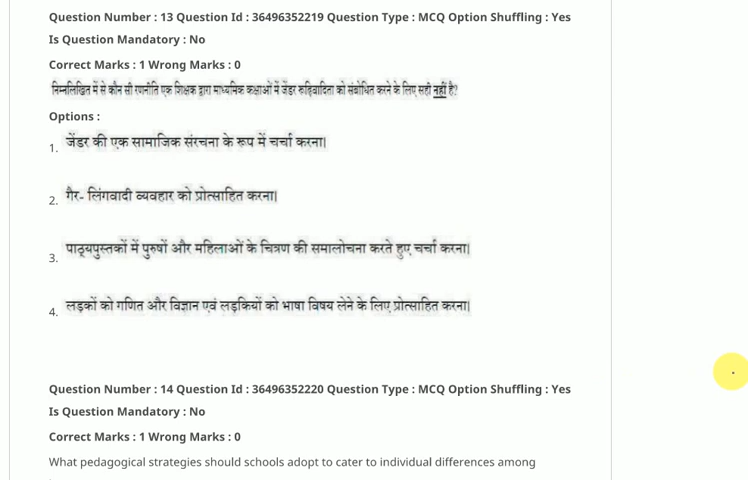 Question Number : 13 Question Id : 36496352219 Question Type : MCQ Option Shuffling : Yes
Is Question Mandatory : No
Correct Marks : 1 Wrong Marks : 0
निम्नलिखित में से कौन सी रणनीति एक शिक्षक द्वारा माध्यमिक कक्षाओं में जेंडर रूढ़िवादिता को संबोधित करने के लिए सही नहीं है?
Options :
1. जेंडर की एक सामाजिक संरचना के रूप में चर्चा करना।
2. गैर- लिंगवादी व्यवहार को प्रोत्साहित करना।
3. पाठ्यपुस्तकों में पुरुषों और महिलाओं के चित्रण की समालोचना करते हुए चर्चा करना।
4. लड़कों को गणित और विज्ञान एवं लड़कियों को भाषा विषय लेने के लिए प्रोत्साहित करना।
Question Number : 14 Question Id : 36496352220 Question Type : MCQ Option Shuffling : Yes
Is Question Mandatory : No
Correct Marks : 1 Wrong Marks : 0
What pedagogical strategies should schools adopt to cater to individual differences among